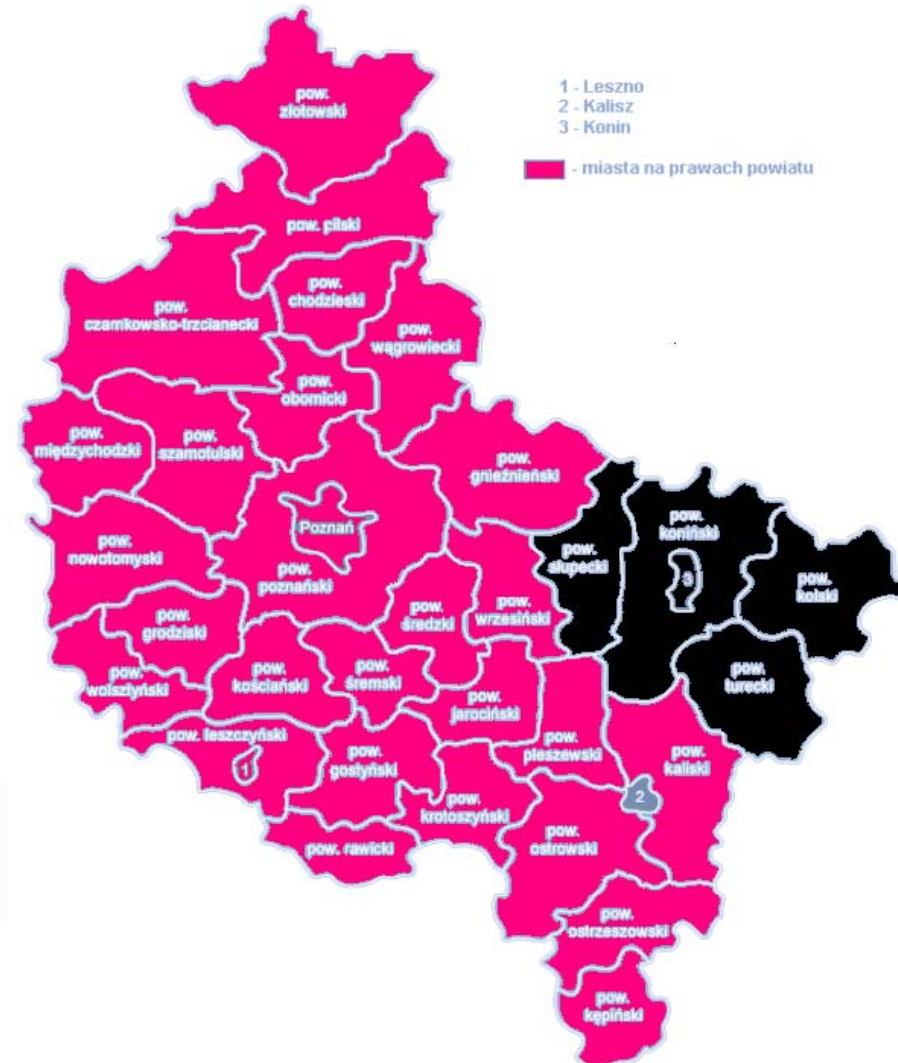 pow.
złotowski
1 - Leszno
2 - Kalisz
3 - Konin
- miasta na prawach powiatu
pow. pilski
pow.
chodzieski
pow.
czarnkowsko-trzcianecki
pow.
wągrowiecki
pow.
obornicki
pow.
międzychodzki
pow.
szamotulski
pow.
gnieźnieński
Poznań
pow.
poznański
pow.
nowotomyski
pow.
słupecki
pow.
koniński
3
pow.
kolski
pow.
grodziski
pow.
średzki
pow.
wrzesiński
pow.
wolsztyński
pow.
kościański
pow.
śremski
pow.
turecki
pow.
jarociński
pow. leszczyński
1
pow.
gostyński
pow.
pleszewski
pow.
kaliski
2
pow.
krotoszyński
pow. rawicki
pow.
ostrowski
pow.
ostrzeszowski
pow.
kępiński